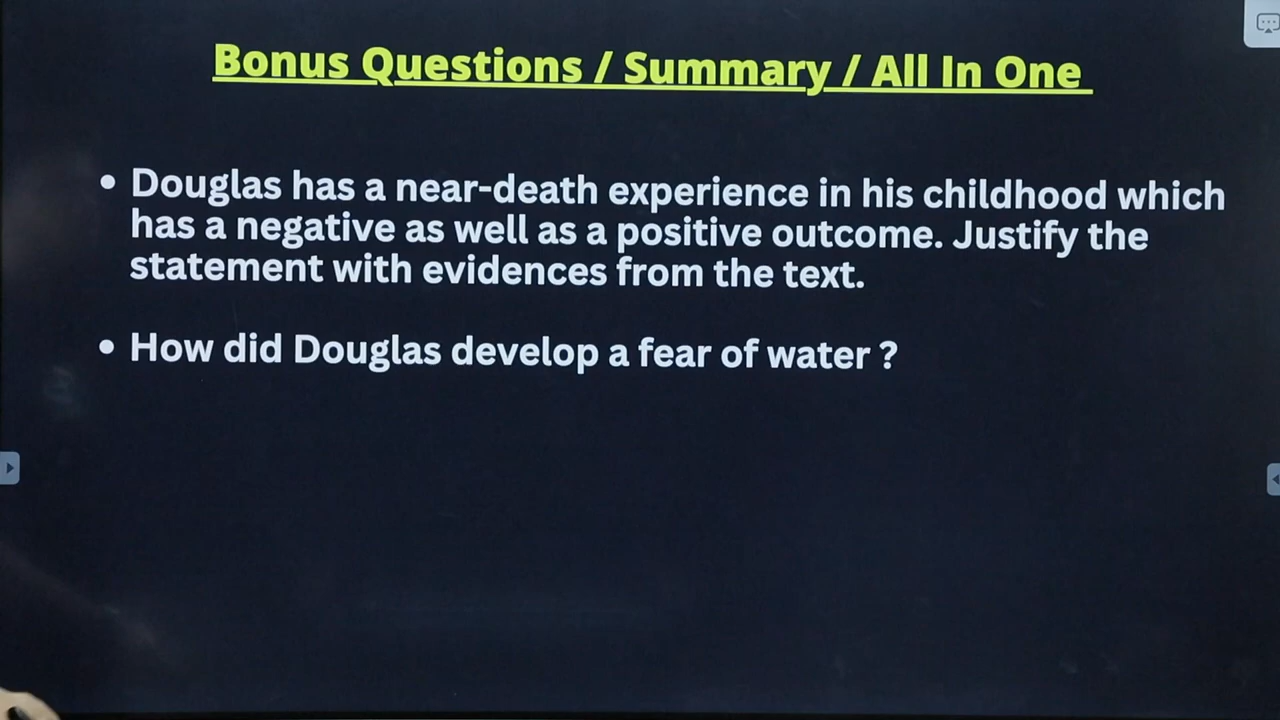 Bonus Questions / Summary / All In One
• Douglas has a near-death experience in his childhood which
has a negative as well as a positive outcome. Justify the
statement with evidences from the text.
• How did Douglas develop a fear of water ?